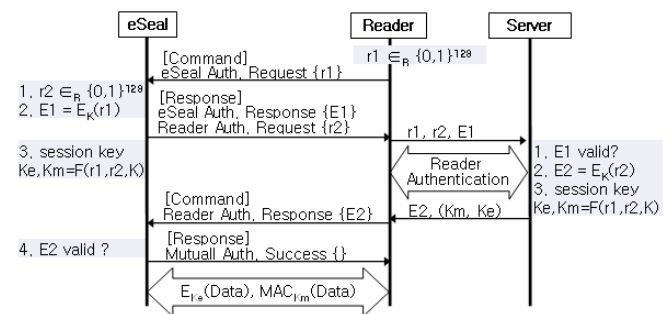 eSeal
Reader
Server
r1 ∈R {0,1}¹²⁹
[Command]
eSeal Auth, Request {r1}
1. r2 ∈R {0,1}¹²⁹
2. E1 = EK(r1)
[Response]
eSeal Auth, Response {E1}
Reader Auth, Request {r2}
r1, r2, E1
3. session key
Ke,Km=F(r1,r2,K)
Reader
Authentication
1. E1 valid?
2. E2 = EK(r2)
3. session key
Ke,Km=F(r1,r2,K)
[Command]
Reader Auth, Response {E2}
E2, (Km, Ke)
[Response]
Mutuall Auth, Success {}
4. E2 valid ?
EKe(Data), MACKm(Data)